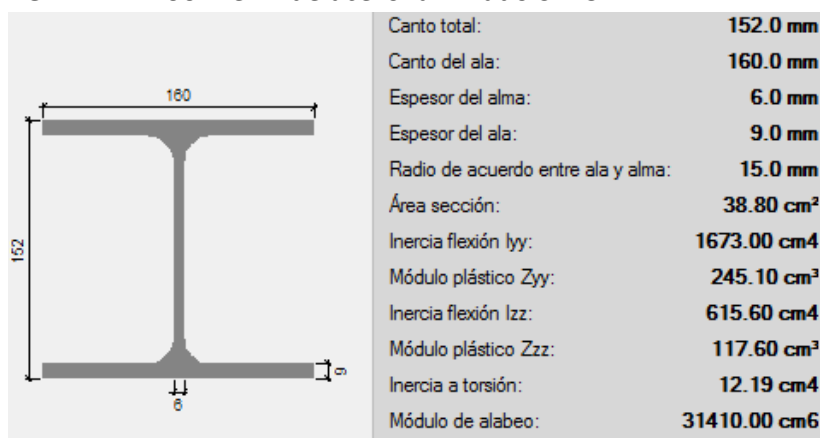 Canto total: 152.0 mm
Canto del ala: 160.0 mm
Espesor del alma: 6.0 mm
Espesor del ala: 9.0 mm
Radio de acuerdo entre ala y alma: 15.0 mm
Área sección: 38.80 cm²
Inercia flexión Iyy: 1673.00 cm4
Módulo plástico Zyy: 245.10 cm³
Inercia flexión Izz: 615.60 cm4
Módulo plástico Zzz: 117.60 cm³
Inercia a torsión: 12.19 cm4
Módulo de alabeo: 31410.00 cm6
160
152
9
6